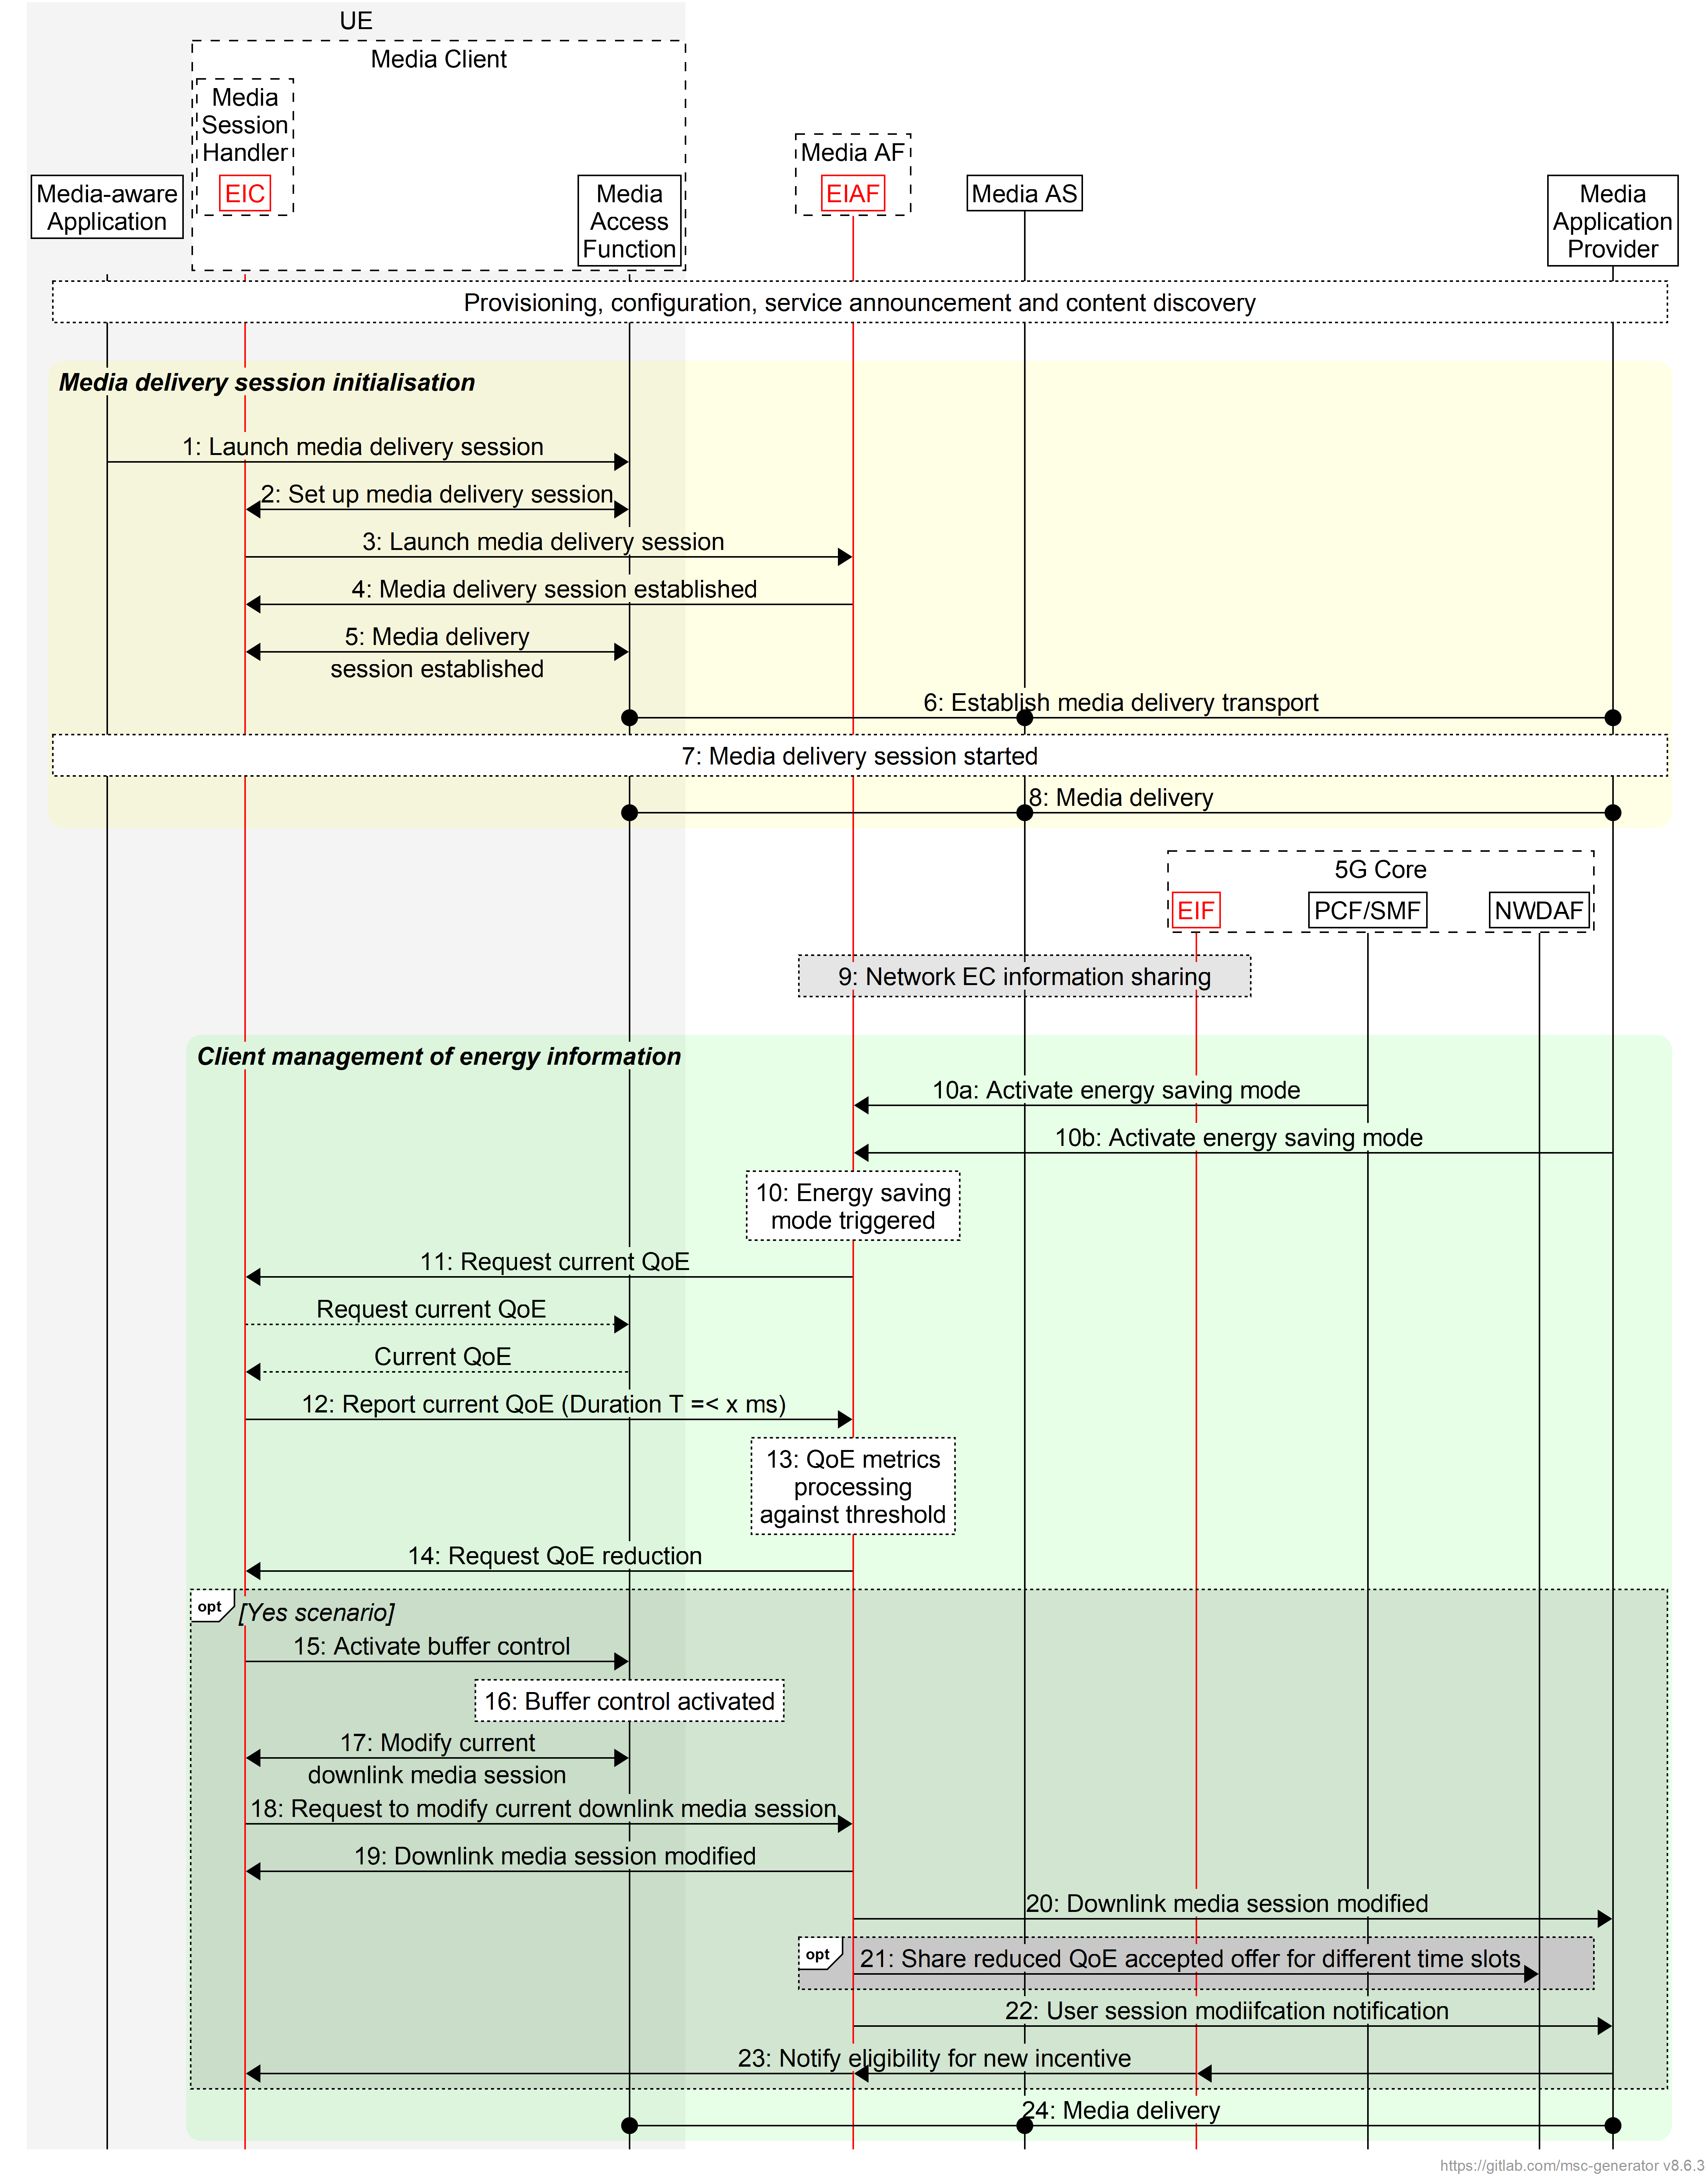 UE
Media Client
Media
Session
Handler
EIC
Media-aware
Application
Media
Access
Function
Media AF
EIAF
Media AS
Media
Application
Provider
Provisioning, configuration, service announcement and content discovery
Media delivery session initialisation
1: Launch media delivery session
2: Set up media delivery session
3: Launch media delivery session
4: Media delivery session established
5: Media delivery
session established
6: Establish media delivery transport
7: Media delivery session started
8: Media delivery
5G Core
EIF
PCF/SMF
NWDAF
9: Network EC information sharing
Client management of energy information
10a: Activate energy saving mode
10b: Activate energy saving mode
10: Energy saving
mode triggered
11: Request current QoE
Request current QoE
Current QoE
12: Report current QoE (Duration T =< x ms)
13: QoE metrics
processing
against threshold
14: Request QoE reduction
opt
[Yes scenario]
15: Activate buffer control
16: Buffer control activated
17: Modify current
downlink media session
18: Request to modify current downlink media session
19: Downlink media session modified
20: Downlink media session modified
opt
21: Share reduced QoE accepted offer for different time slots
22: User session modiifcation notification
23: Notify eligibility for new incentive
24: Media delivery
https://gitlab.com/msc-generator v8.6.3